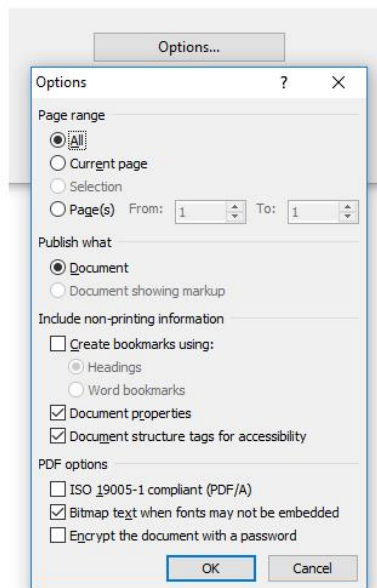 Options...
Options ? X
Page range
All
Current page
Selection
Page(s) From: 1 To: 1
Publish what
Document
Document showing markup
Include non-printing information
Create bookmarks using:
Headings
Word bookmarks
Document properties
Document structure tags for accessibility
PDF options
ISO 19005-1 compliant (PDF/A)
Bitmap text when fonts may not be embedded
Encrypt the document with a password
OK Cancel